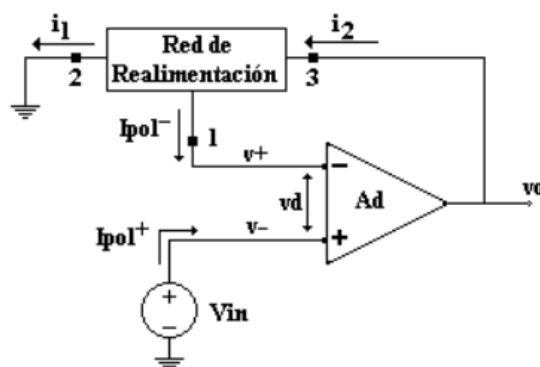 i1
Red de
Realimentación
i2
2
3
Ipol−
1
v+
−
vd
Ad
vo
Ipol+
v−
+
+
−
Vin